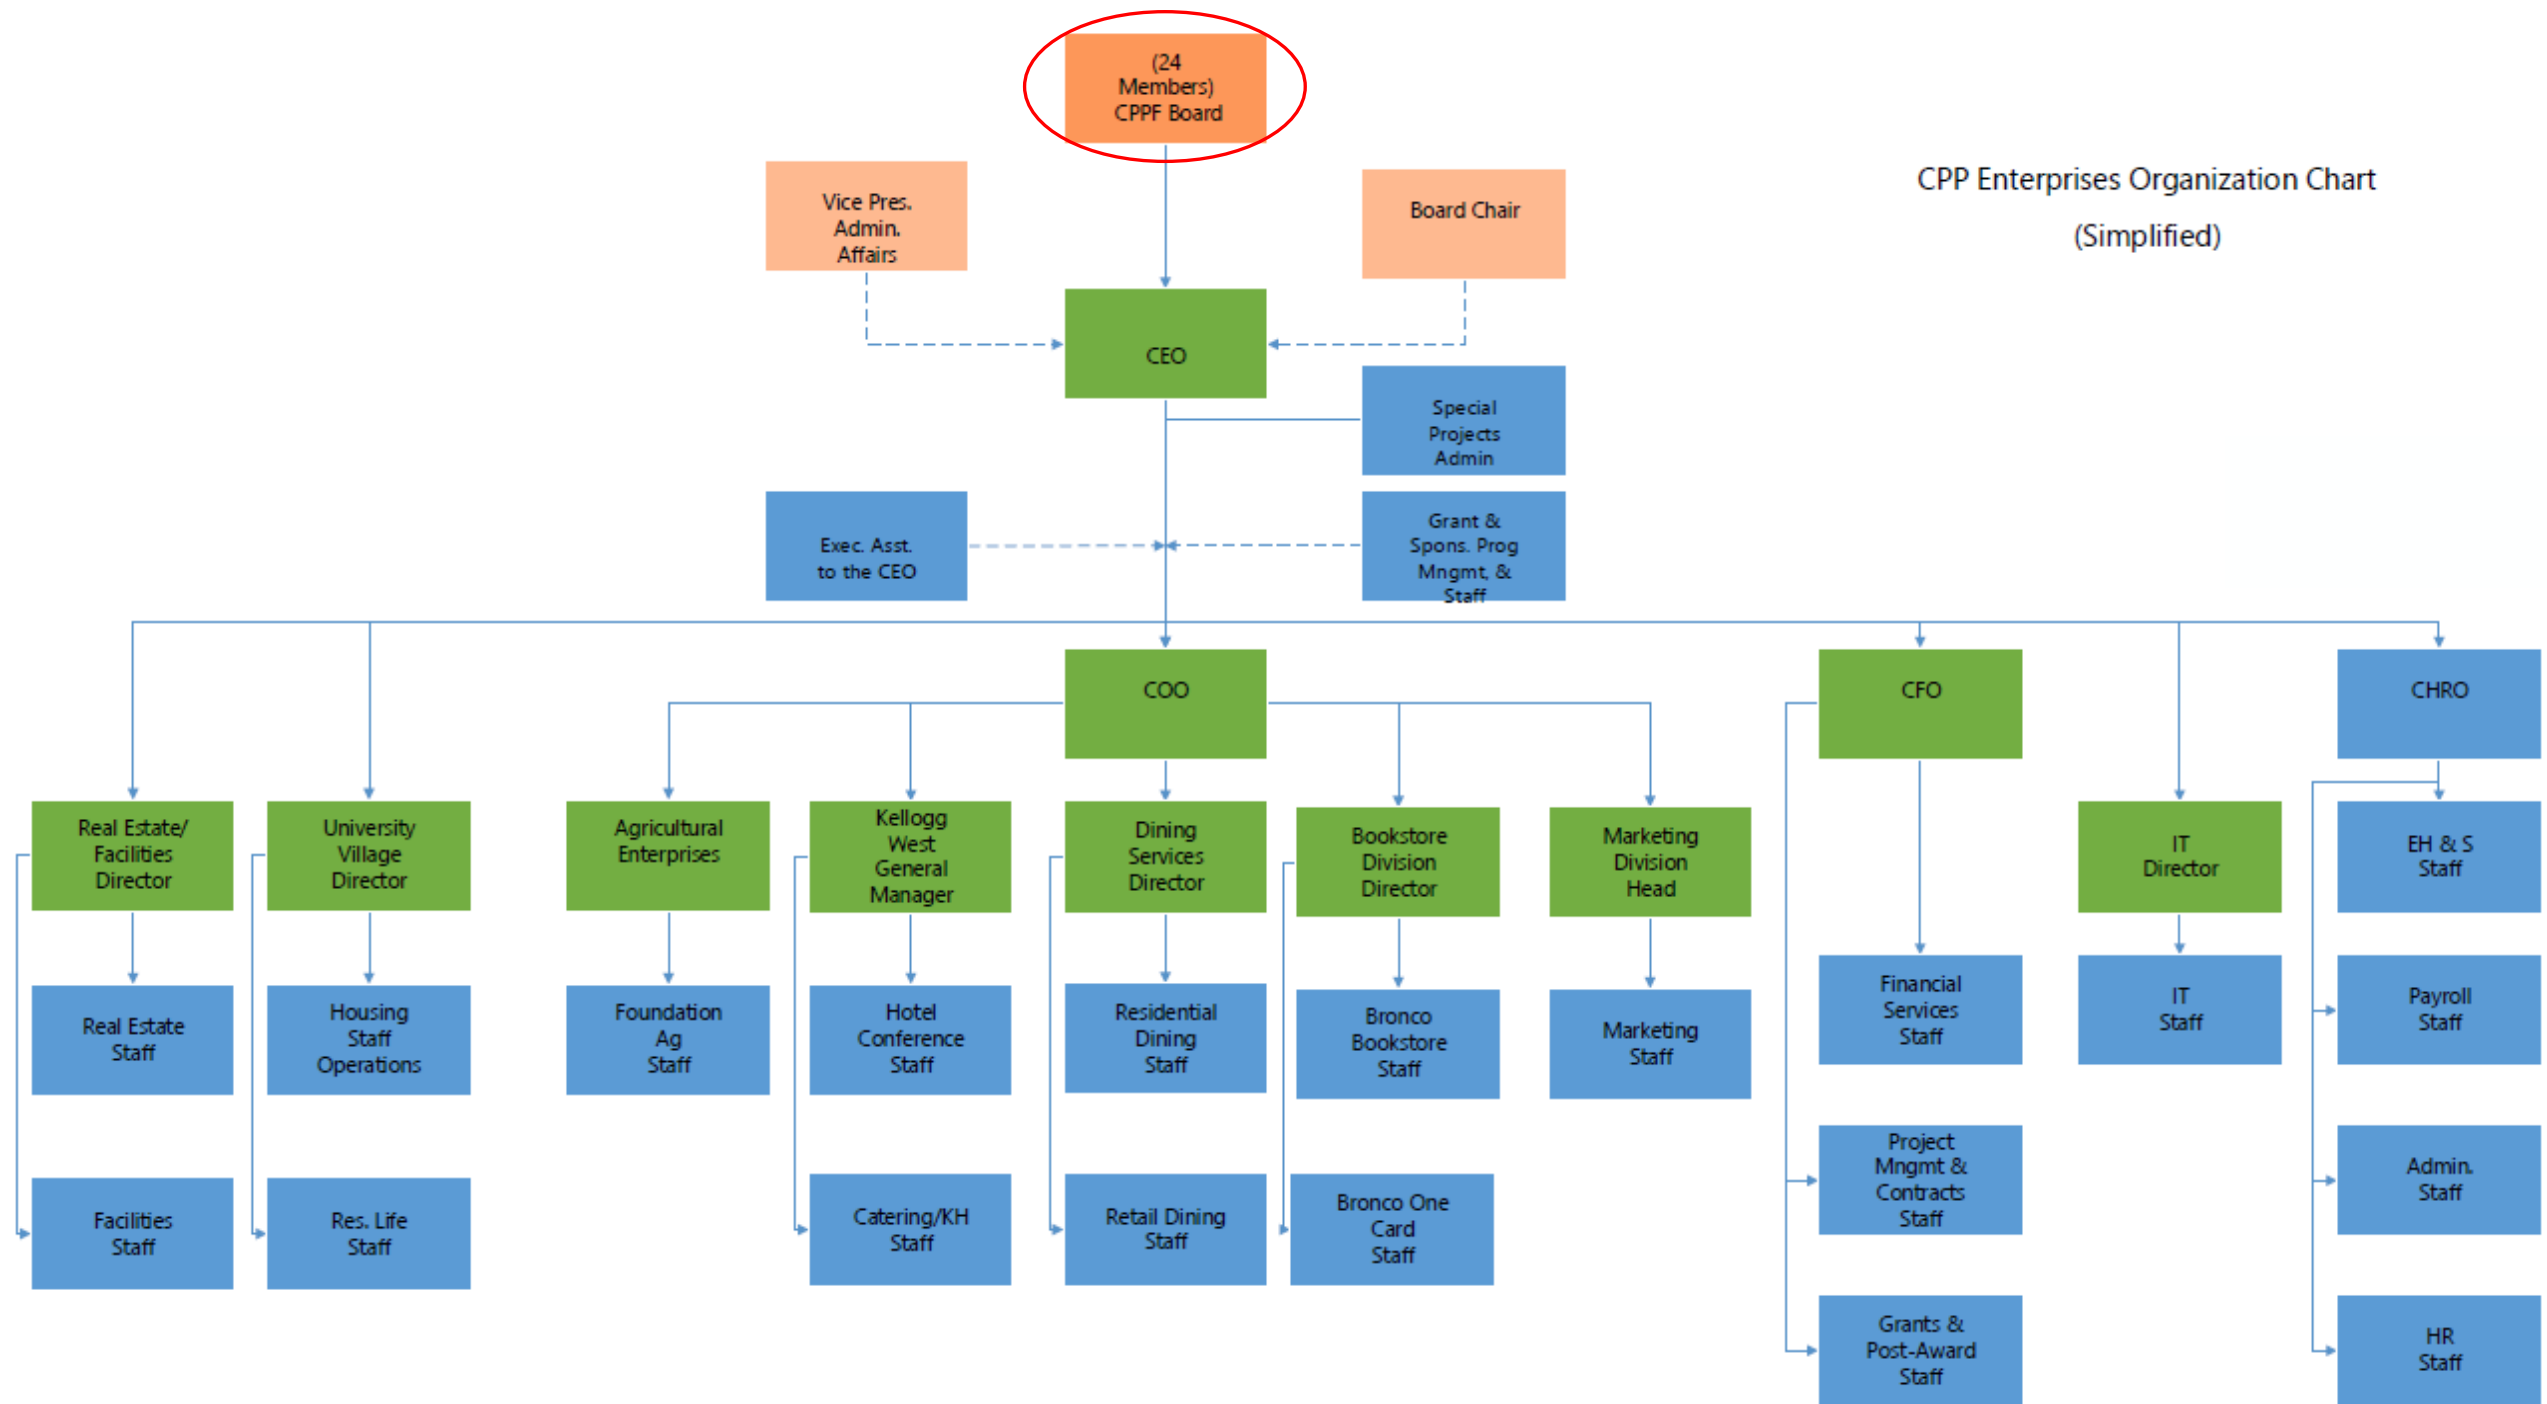 (24
Members)
CPPF Board
Vice Pres.
Admin.
Affairs
Board Chair
CPP Enterprises Organization Chart
(Simplified)
CEO
Special
Projects
Admin
Exec. Asst.
to the CEO
Grant &
Spons. Prog
Mngmt, &
Staff
COO
CFO
CHRO
Real Estate/
Facilities
Director
University
Village
Director
Agricultural
Enterprises
Kellogg
West
General
Manager
Dining
Services
Director
Bookstore
Division
Director
Marketing
Division
Head
IT
Director
EH & S
Staff
Real Estate
Staff
Housing
Staff
Operations
Foundation
Ag
Staff
Hotel
Conference
Staff
Residential
Dining
Staff
Bronco
Bookstore
Staff
Marketing
Staff
Financial
Services
Staff
IT
Staff
Payroll
Staff
Project
Mngmt &
Contracts
Staff
Admin.
Staff
Facilities
Staff
Res. Life
Staff
Catering/KH
Staff
Retail Dining
Staff
Bronco One
Card
Staff
Grants &
Post-Award
Staff
HR
Staff